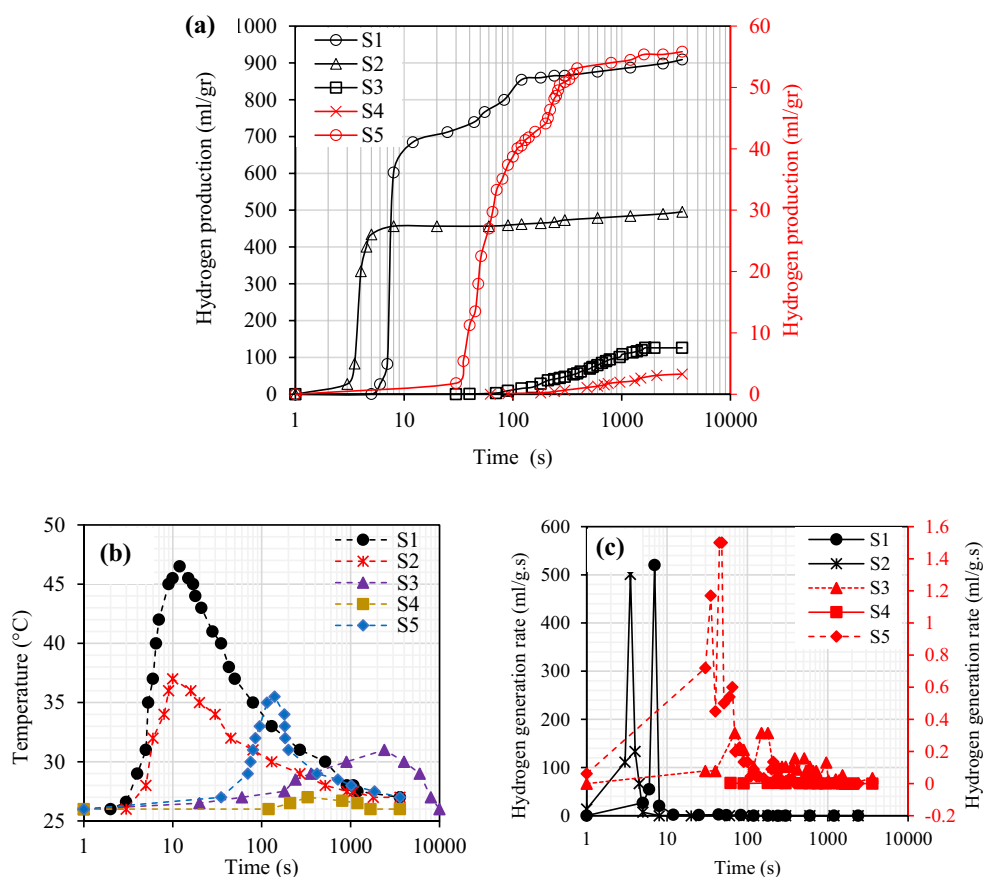 (a)
Hydrogen production (ml/gr)
1000
900
800
700
600
500
400
300
200
100
0
S1
S2
S3
S4
S5
60
50
40
30
20
10
0
Hydrogen production (ml/gr)
1
10
100
1000
10000
Time (s)
(b)
Temperature (°C)
50
45
40
35
30
25
S1
S2
S3
S4
S5
1
10
100
1000
10000
Time (s)
(c)
Hydrogen generation rate (ml/g.s)
600
500
400
300
200
100
0
S1
S2
S3
S4
S5
1.6
1.4
1.2
1
0.8
0.6
0.4
0.2
0
-0.2
Hydrogen generation rate (ml/g.s)
1
10
100
1000
10000
Time (s)